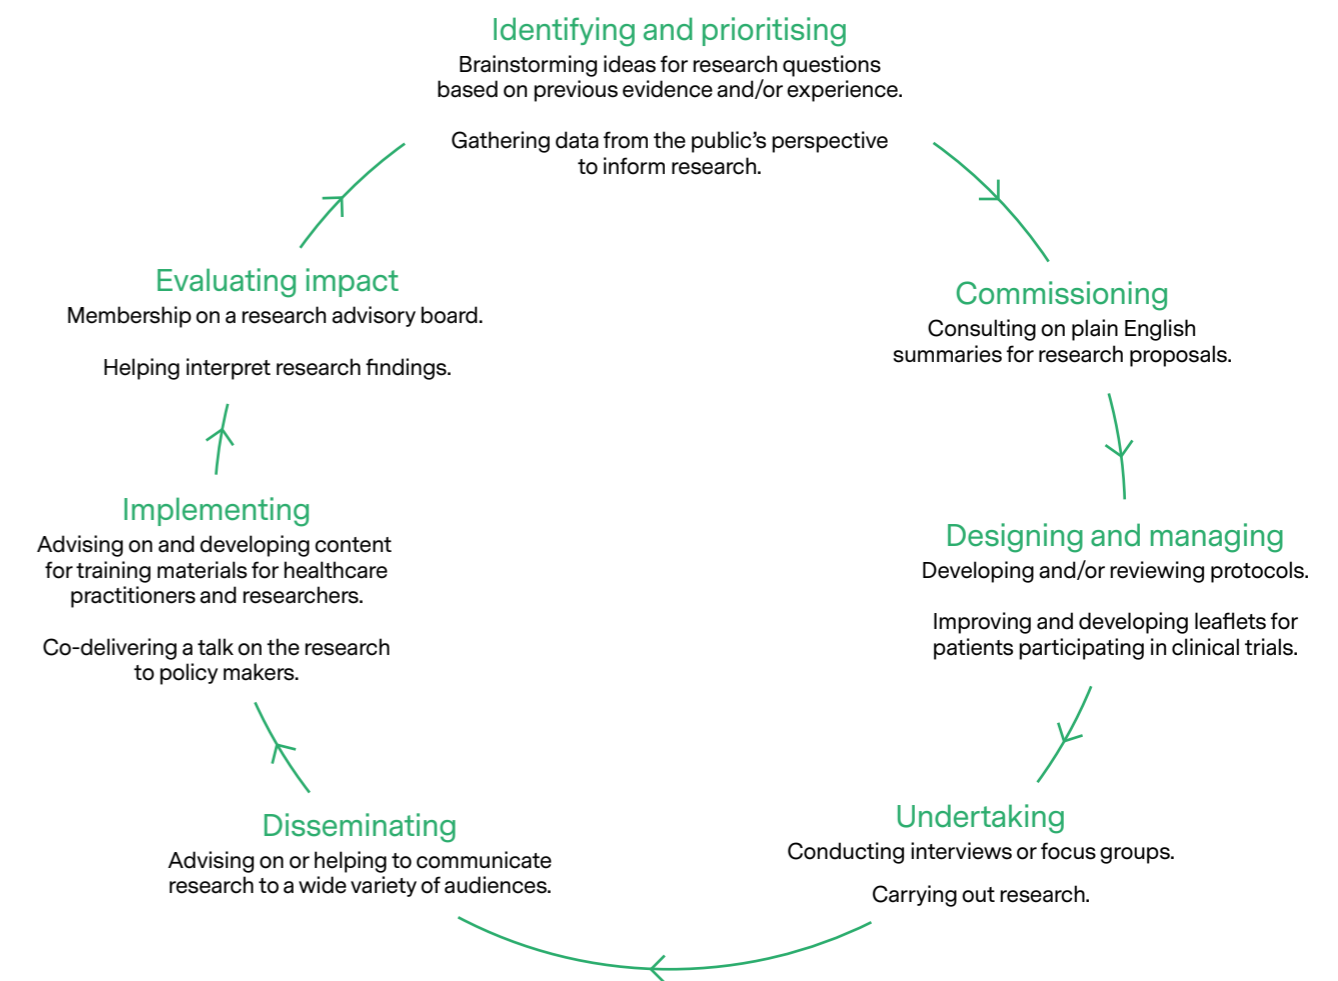 Identifying and prioritising
Brainstorming ideas for research questions
based on previous evidence and/or experience.
Gathering data from the public’s perspective
to inform research.
Commissioning
Consulting on plain English
summaries for research proposals.
Designing and managing
Developing and/or reviewing protocols.
Improving and developing leaflets for
patients participating in clinical trials.
Undertaking
Conducting interviews or focus groups.
Carrying out research.
Disseminating
Advising on or helping to communicate
research to a wide variety of audiences.
Implementing
Advising on and developing content
for training materials for healthcare
practitioners and researchers.
Co-delivering a talk on the research
to policy makers.
Evaluating impact
Membership on a research advisory board.
Helping interpret research findings.